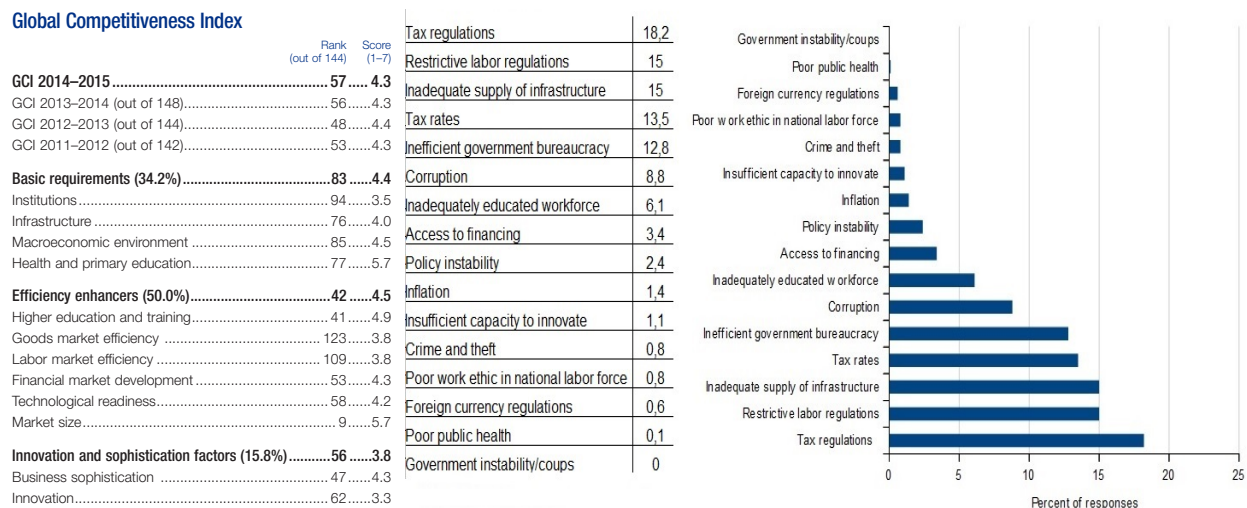 Global Competitiveness Index
Rank Score
(out of 144) (1–7)
GCI 2014–2015 57 4.3
GCI 2013–2014 (out of 148) 56 4.3
GCI 2012–2013 (out of 144) 48 4.4
GCI 2011–2012 (out of 142) 53 4.3
Basic requirements (34.2%) 83 4.4
Institutions 94 3.5
Infrastructure 76 4.0
Macroeconomic environment 85 4.5
Health and primary education 77 5.7
Efficiency enhancers (50.0%) 42 4.5
Higher education and training 41 4.9
Goods market efficiency 123 3.8
Labor market efficiency 109 3.8
Financial market development 53 4.3
Technological readiness 58 4.2
Market size 9 5.7
Innovation and sophistication factors (15.8%) 56 3.8
Business sophistication 47 4.3
Innovation 62 3.3
Tax regulations 18,2
Restrictive labor regulations 15
Inadequate supply of infrastructure 15
Tax rates 13,5
Inefficient government bureaucracy 12,8
Corruption 8,8
Inadequately educated workforce 6,1
Access to financing 3,4
Policy instability 2,4
Inflation 1,4
Insufficient capacity to innovate 1,1
Crime and theft 0,8
Poor work ethic in national labor force 0,8
Foreign currency regulations 0,6
Poor public health 0,1
Government instability/coups 0
Government instability/coups
Poor public health
Foreign currency regulations
Poor work ethic in national labor force
Crime and theft
Insufficient capacity to innovate
Inflation
Policy instability
Access to financing
Inadequately educated workforce
Corruption
Inefficient government bureaucracy
Tax rates
Inadequate supply of infrastructure
Restrictive labor regulations
Tax regulations
0 5 10 15 20 25
Percent of responses